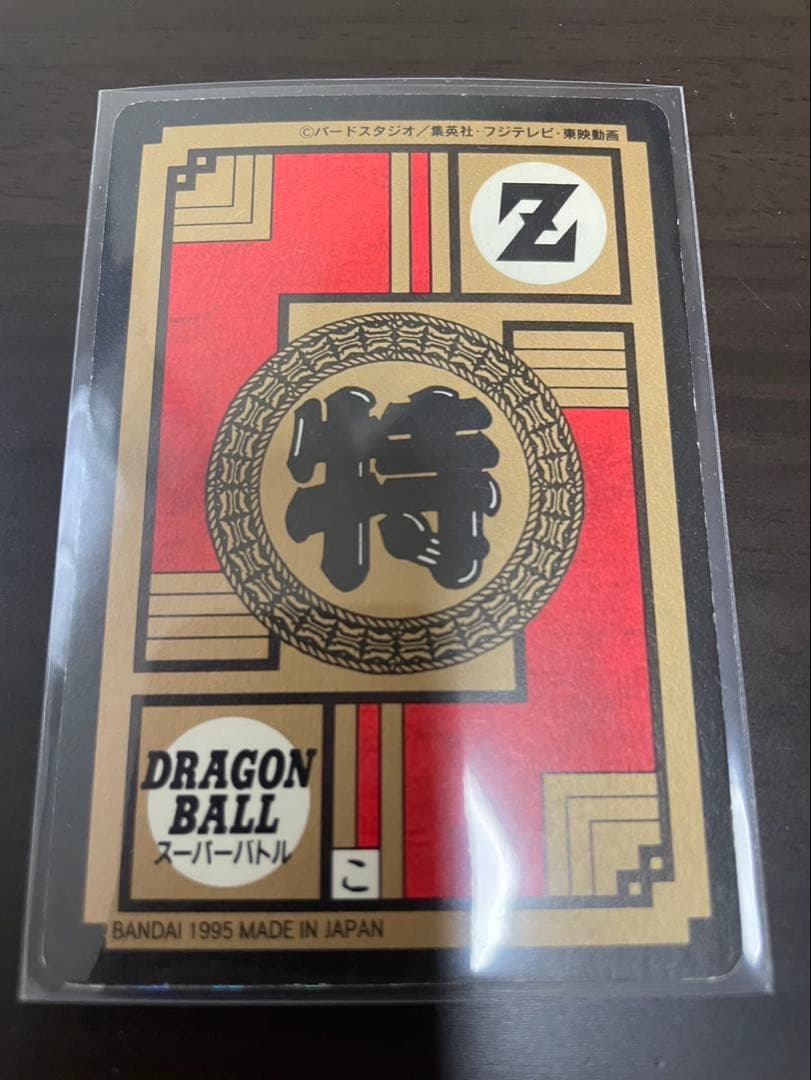 ©バードスタジオ／集英社・フジテレビ・東映動画
Z
特
DRAGON
BALL
スーパーバトル
こ
BANDAI 1995 MADE IN JAPAN